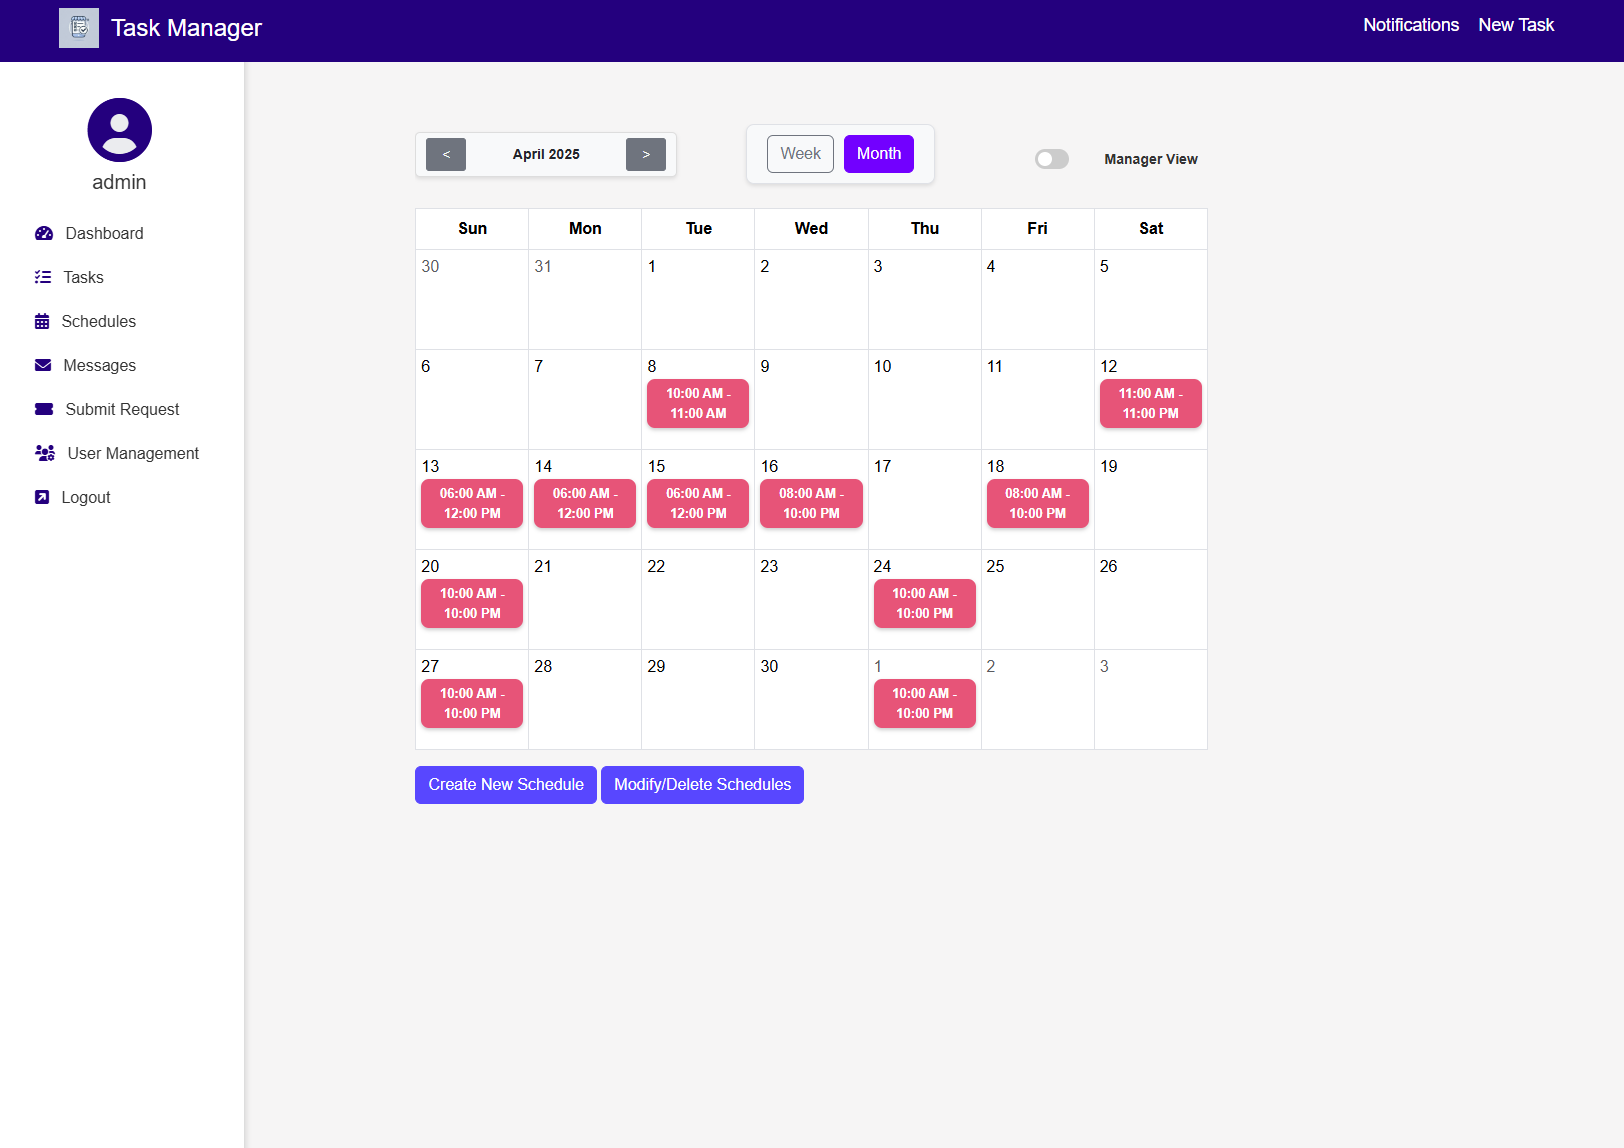 Task Manager
Notifications
New Task
admin
Dashboard
Tasks
Schedules
Messages
Submit Request
User Management
Logout
<
April 2025
>
Week
Month
Manager View
Sun Mon Tue Wed Thu Fri Sat
30 31 1 2 3 4 5
6 7 8 9 10 11 12
10:00 AM - 11:00 AM -
11:00 AM 11:00 PM
13 14 15 16 17 18 19
06:00 AM - 06:00 AM - 06:00 AM - 08:00 AM - 08:00 AM -
12:00 PM 12:00 PM 12:00 PM 10:00 PM 10:00 PM
20 21 22 23 24 25 26
10:00 AM - 10:00 AM -
10:00 PM 10:00 PM
27 28 29 30 1 2 3
10:00 AM - 10:00 AM -
10:00 PM 10:00 PM
Create New Schedule
Modify/Delete Schedules